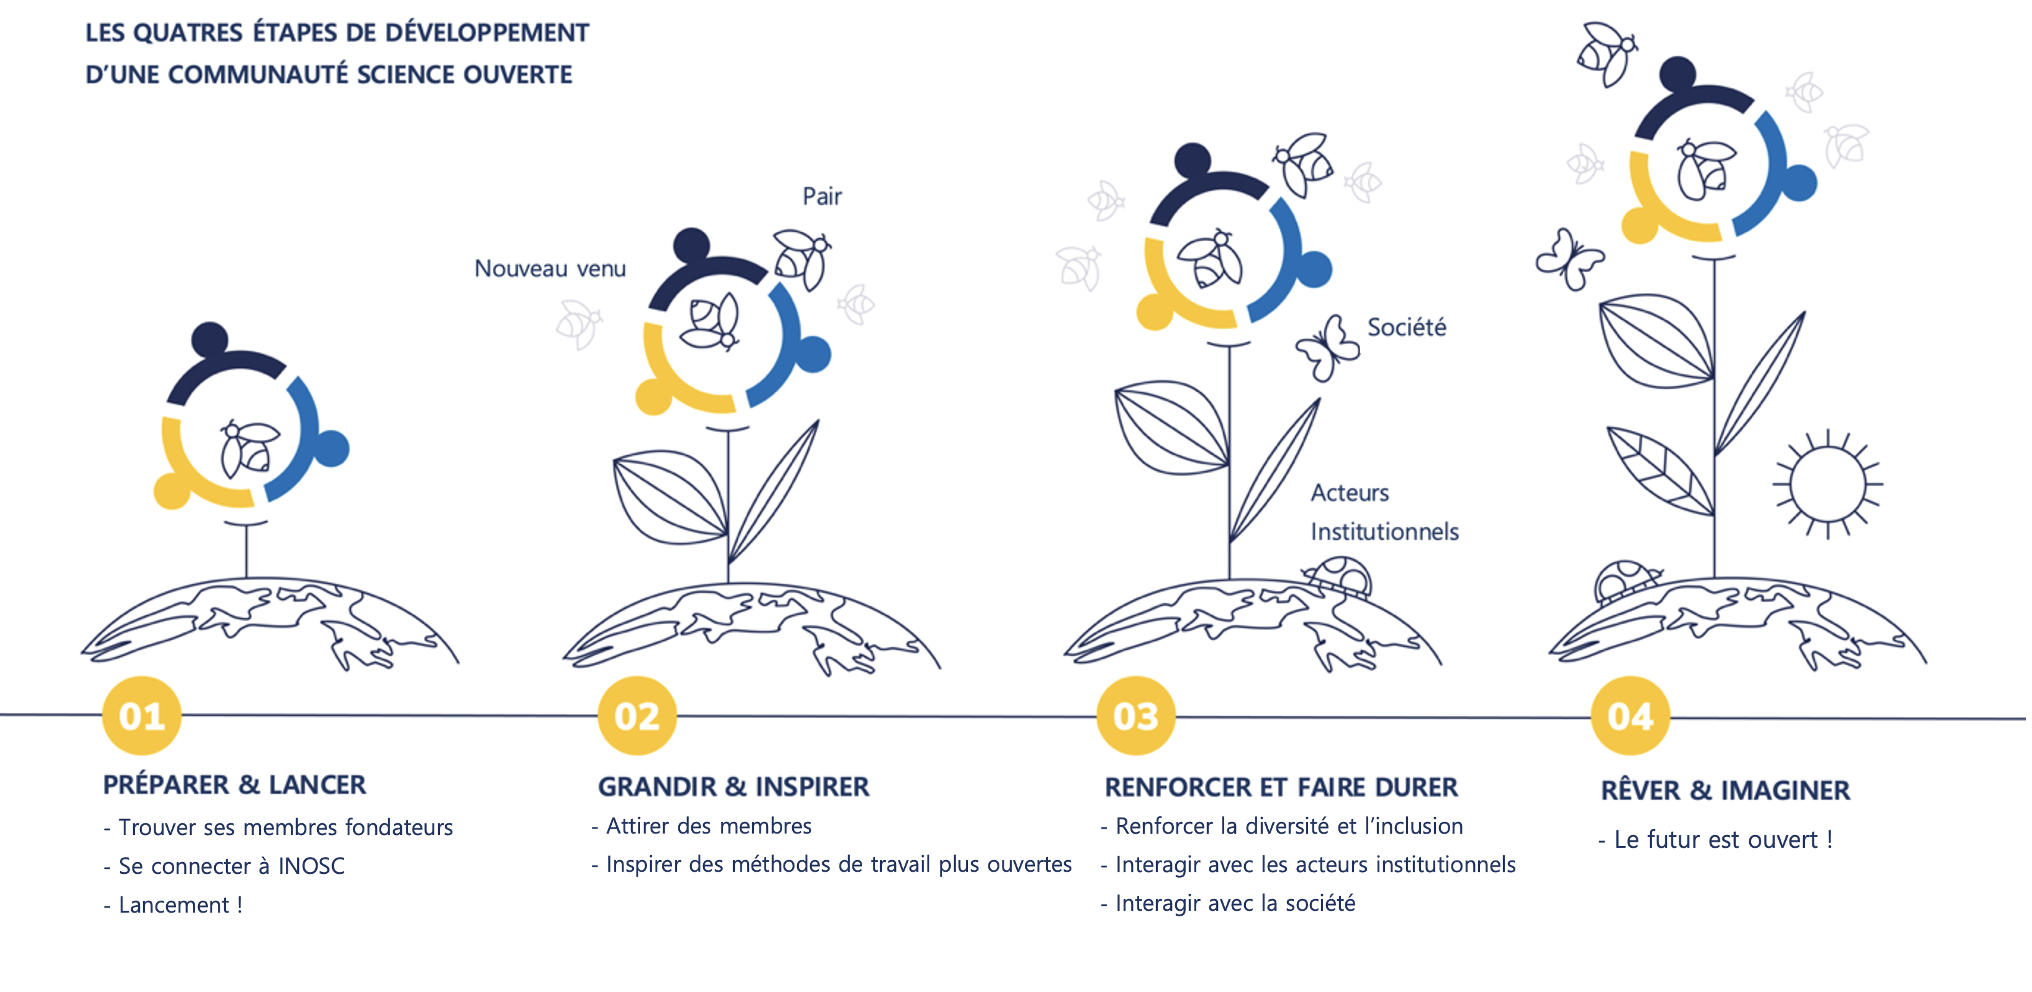 LES QUATRES ÉTAPES DE DÉVELOPPEMENT
D’UNE COMMUNAUTÉ SCIENCE OUVERTE
Pair
Nouveau venu
Société
Acteurs
Institutionnels
01
PRÉPARER & LANCER
- Trouver ses membres fondateurs
- Se connecter à INOSC
- Lancement !
02
GRANDIR & INSPIRER
- Attirer des membres
- Inspirer des méthodes de travail plus ouvertes
03
RENFORCER ET FAIRE DURER
- Renforcer la diversité et l’inclusion
- Interagir avec les acteurs institutionnels
- Interagir avec la société
04
RÊVER & IMAGINER
- Le futur est ouvert !